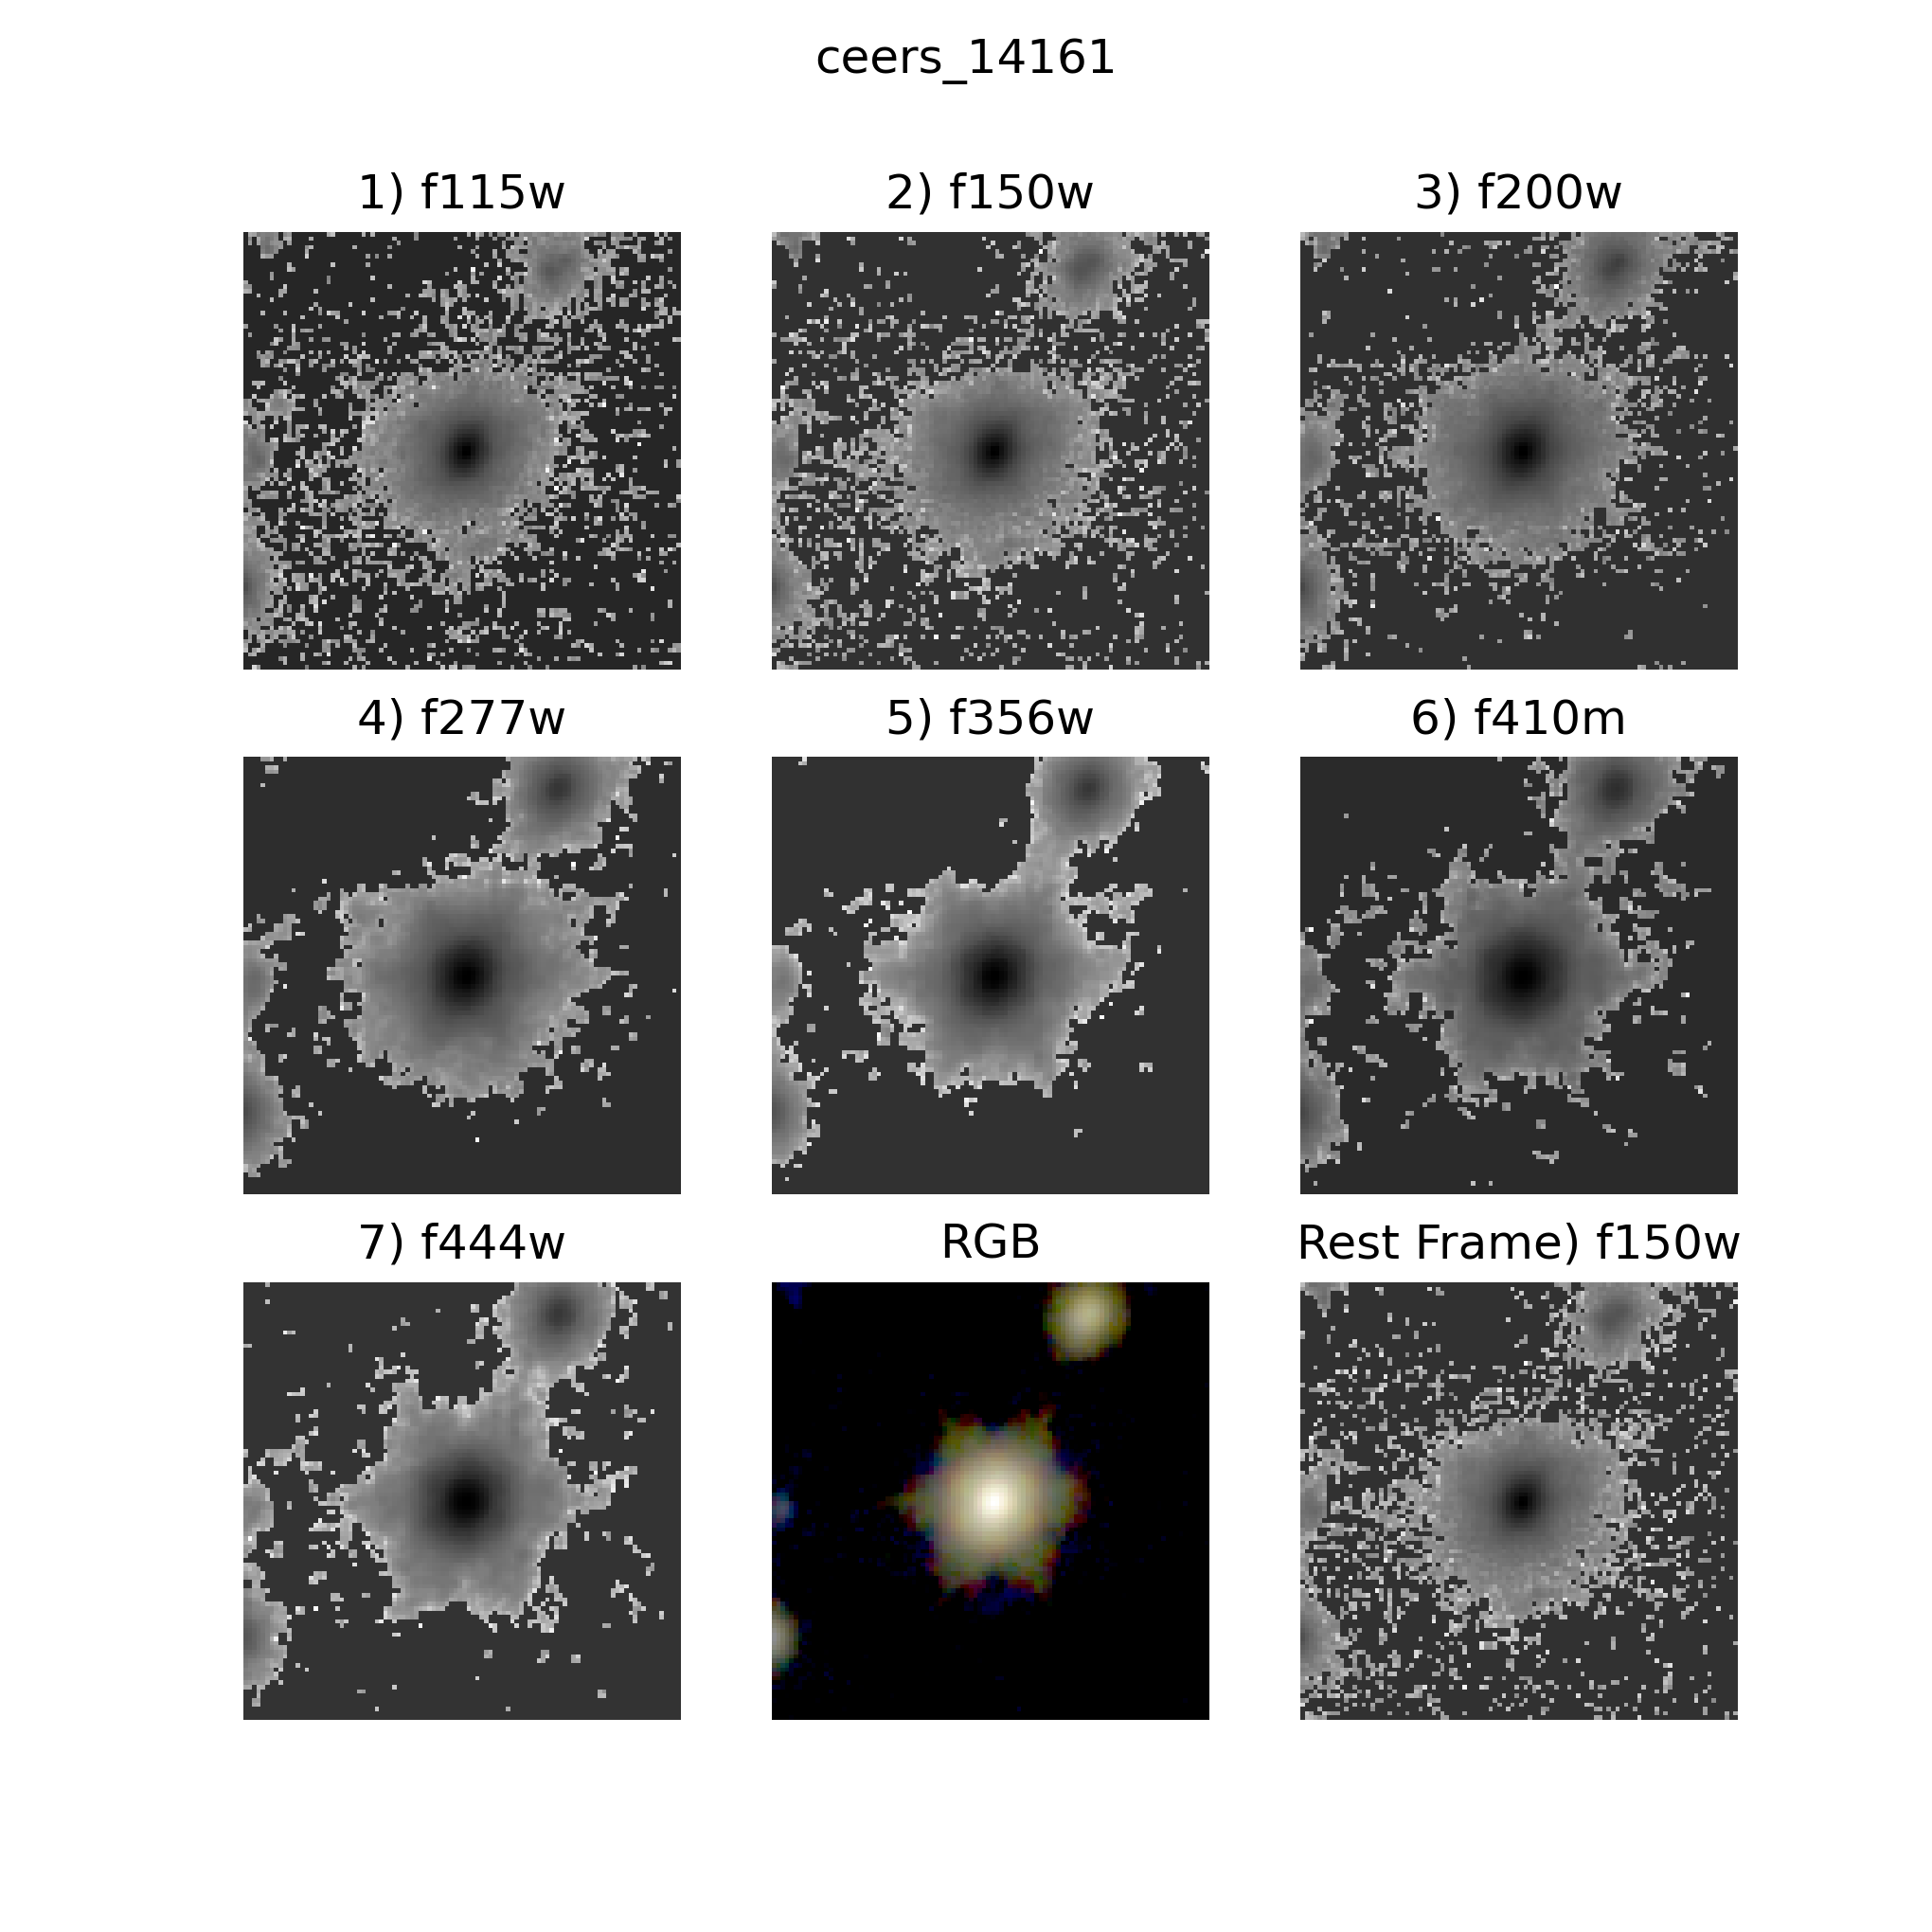 ceers_14161
1) f115w
2) f150w
3) f200w
4) f277w
5) f356w
6) f410m
7) f444w
RGB
Rest Frame) f150w